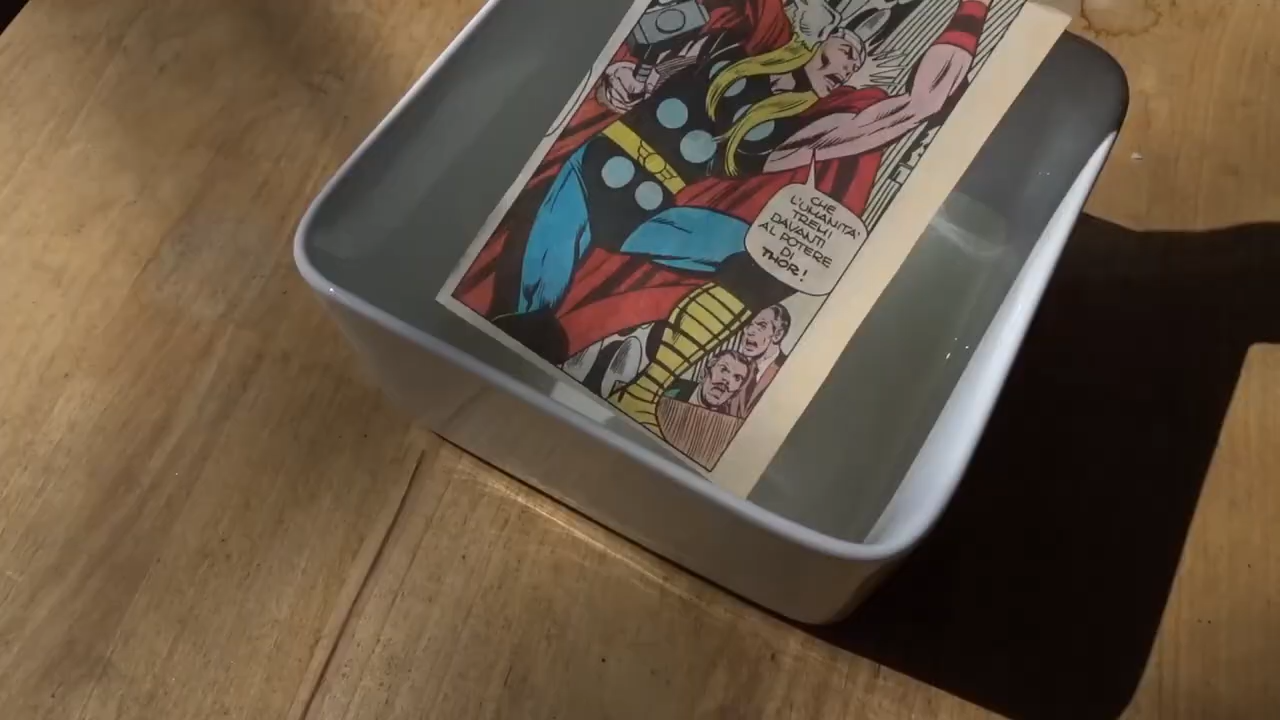 CHE
L'UMANITA'
TREMI
DAVANTI
AL POTERE
DI
THOR!